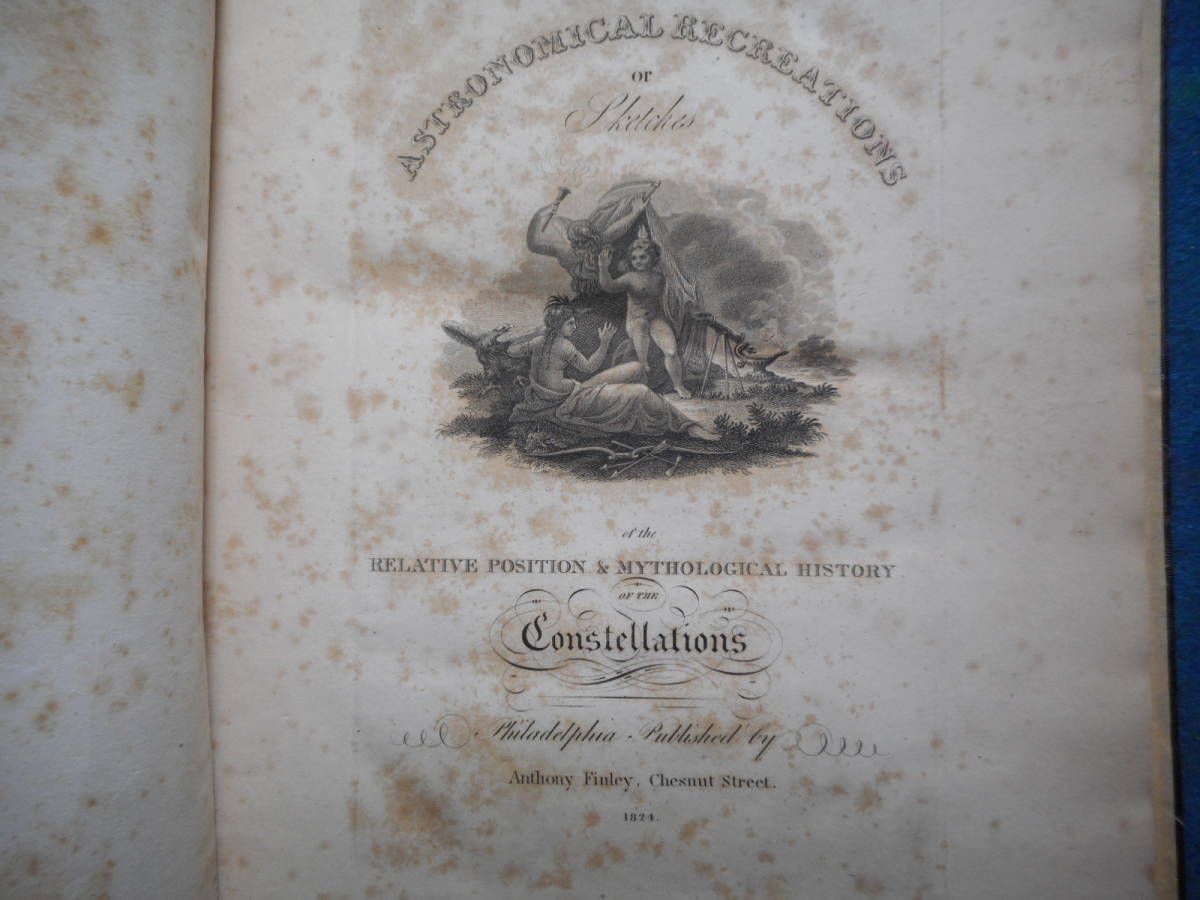 ASTRONOMICAL RECREATIONS
or
Sketches
of the
RELATIVE POSITION & MYTHOLOGICAL HISTORY
OF THE
Constellations
Philadelphia. Published by
Anthony Finley, Chesnut Street.
1824.